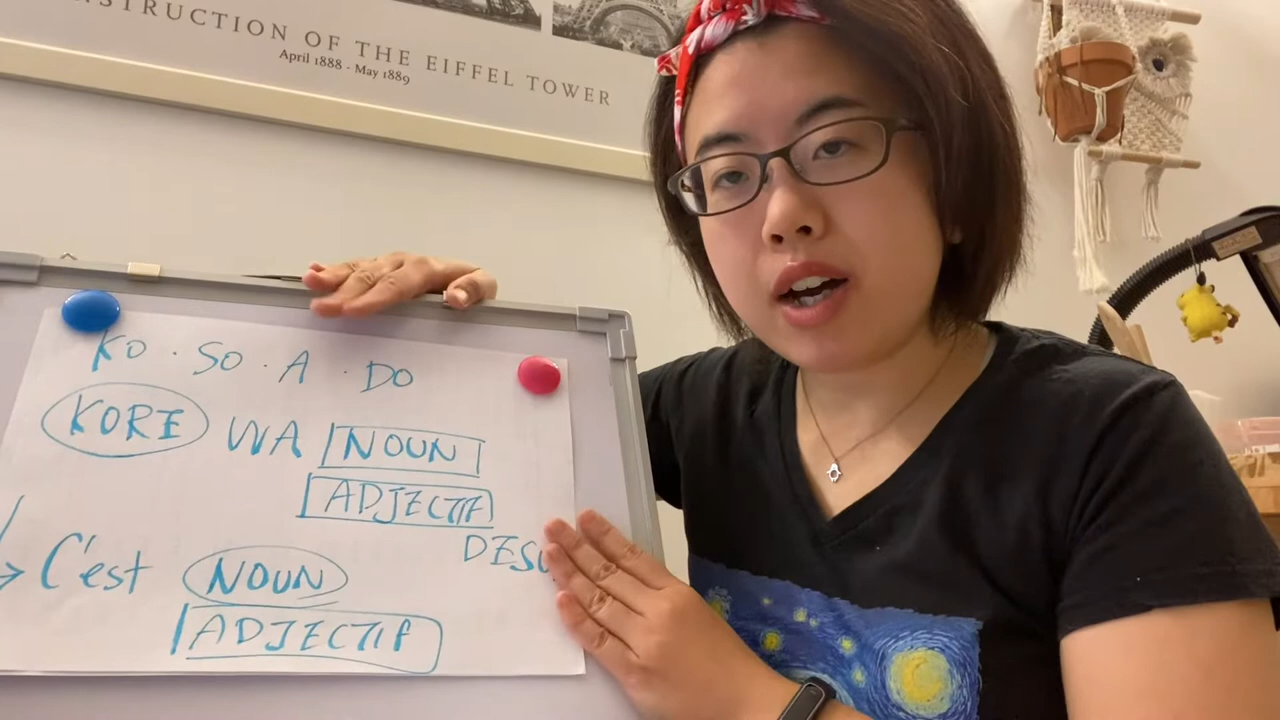 NSTRUCTION OF THE EIFFEL TOWER
April 1888 - May 1889
KO . SO . A . DO
KORE WA NOUN
ADJECTIF
DESU
C'est NOUN
ADJECTIF